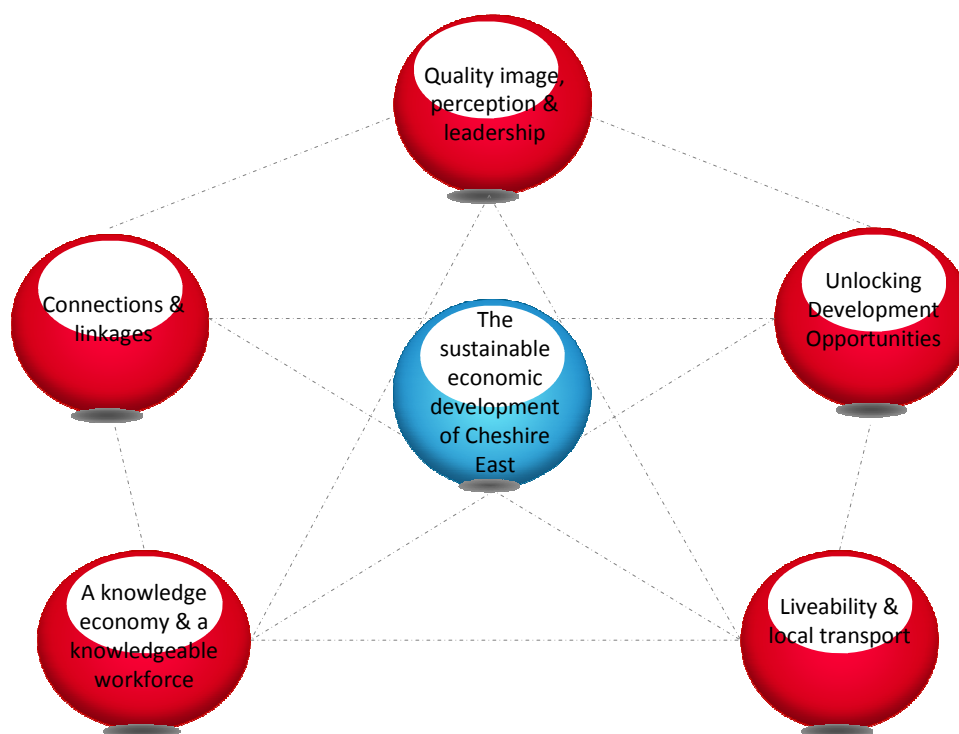 Quality image,
perception &
leadership
Connections &
linkages
Unlocking
Development
Opportunities
The
sustainable
economic
development
of Cheshire
East
A knowledge
economy & a
knowledgeable
workforce
Liveability &
local transport